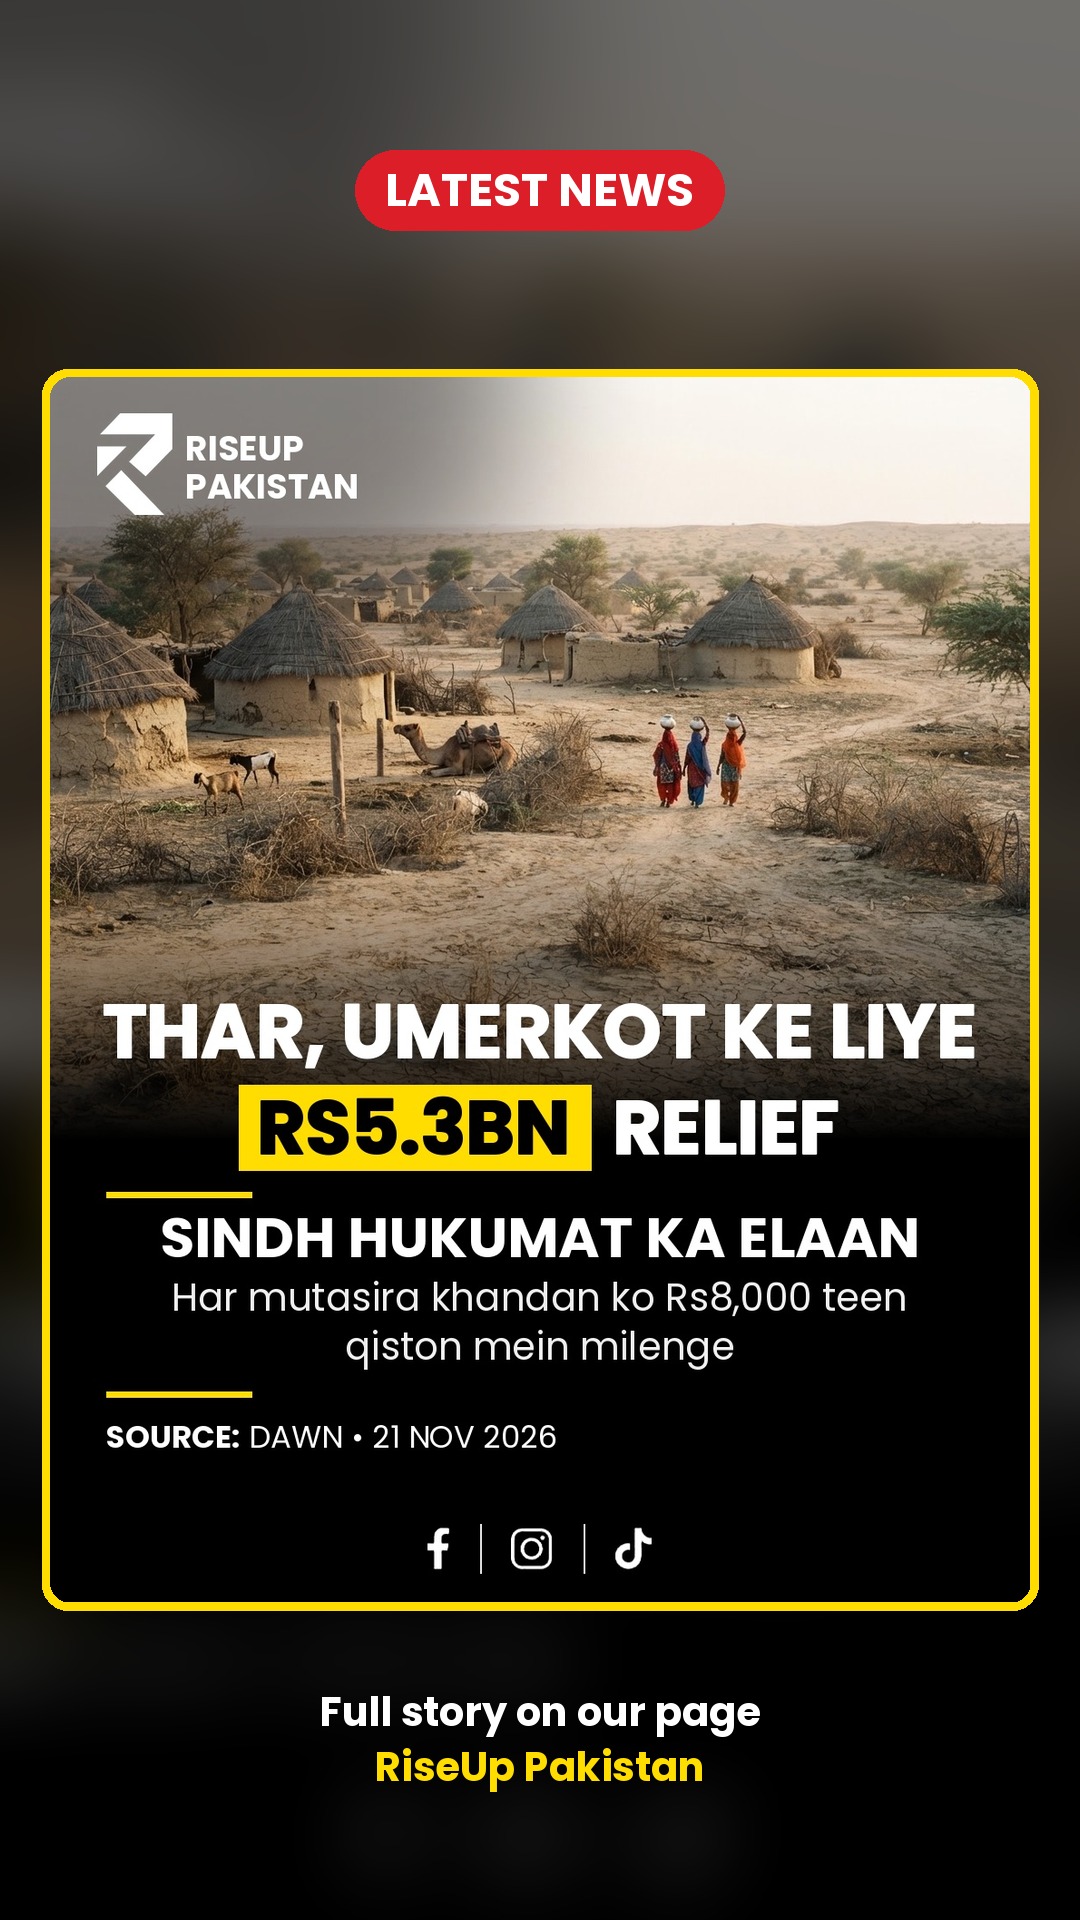 LATEST NEWS
RISEUP
PAKISTAN
THAR, UMERKOT KE LIYE
RS5.3BN RELIEF
SINDH HUKUMAT KA ELAAN
Har mutasira khandan ko Rs8,000 teen
qiston mein milenge
SOURCE: DAWN • 21 NOV 2026
Full story on our page
RiseUp Pakistan